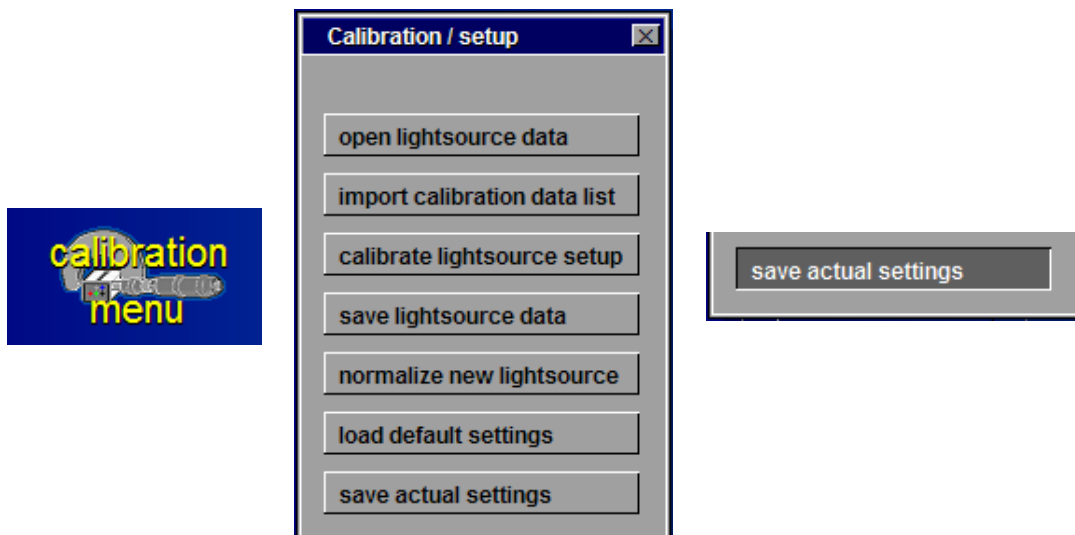 calibration
menu
Calibration / setup
open lightsource data
import calibration data list
calibrate lightsource setup
save lightsource data
normalize new lightsource
load default settings
save actual settings
save actual settings